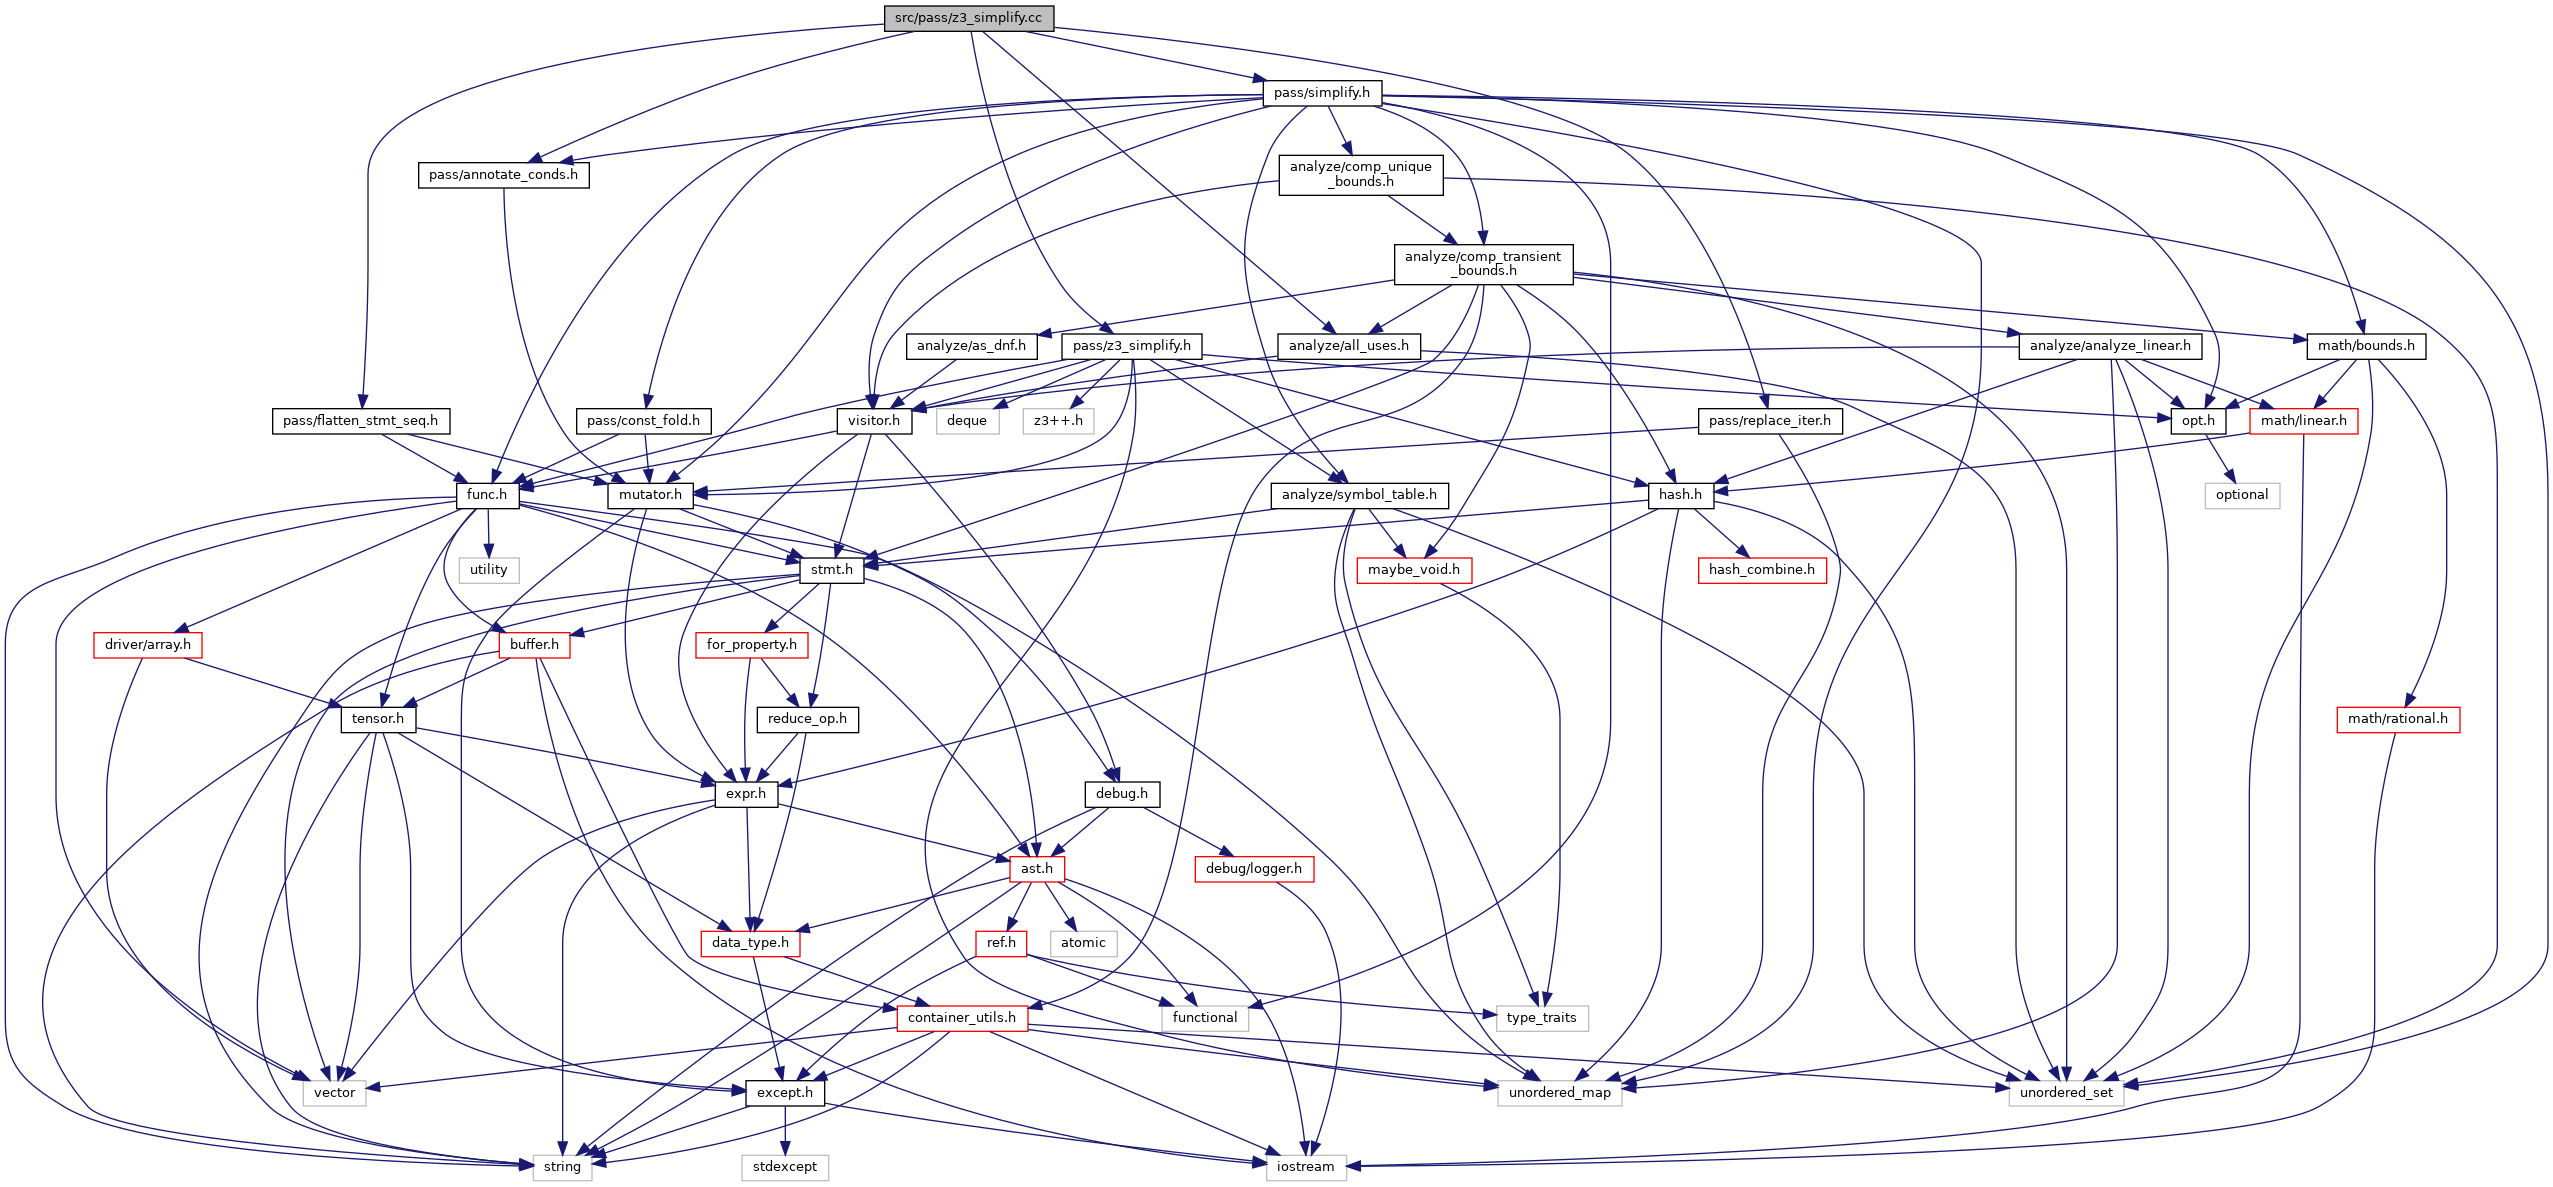 src/pass/z3_simplify.cc
pass/simplify.h
pass/annotate_conds.h
analyze/comp_unique
_bounds.h
analyze/comp_transient
_bounds.h
analyze/as_dnf.h
pass/z3_simplify.h
analyze/all_uses.h
analyze/analyze_linear.h
math/bounds.h
pass/flatten_stmt_seq.h
pass/const_fold.h
visitor.h
deque
z3++.h
pass/replace_iter.h
opt.h
math/linear.h
func.h
mutator.h
analyze/symbol_table.h
hash.h
optional
utility
stmt.h
maybe_void.h
hash_combine.h
driver/array.h
buffer.h
for_property.h
tensor.h
reduce_op.h
math/rational.h
expr.h
debug.h
ast.h
debug/logger.h
data_type.h
ref.h
atomic
container_utils.h
functional
type_traits
vector
except.h
unordered_map
unordered_set
string
stdexcept
iostream